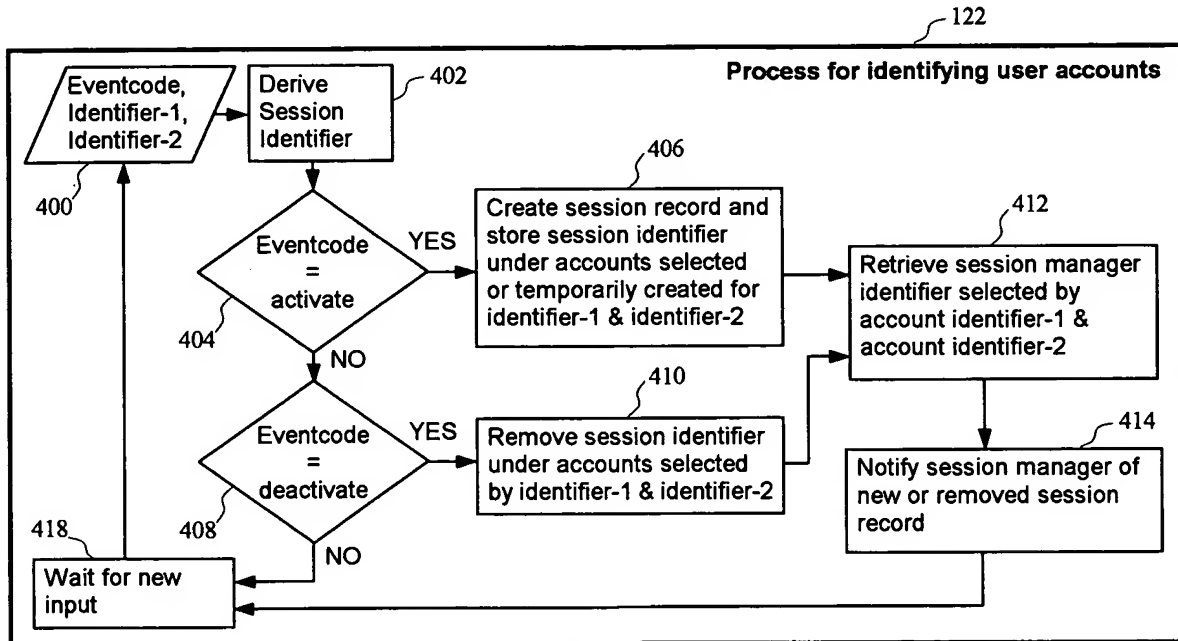 122
Process for identifying user accounts
Eventcode,
Identifier-1,
Identifier-2
400
Derive
Session
Identifier
402
Eventcode
=
activate
404
YES
NO
406
Create session record and
store session identifier
under accounts selected
or temporarily created for
identifier-1 & identifier-2
412
Retrieve session manager
identifier selected by
account identifier-1 &
account identifier-2
Eventcode
=
deactivate
408
YES
NO
410
Remove session identifier
under accounts selected
by identifier-1 & identifier-2
414
Notify session manager of
new or removed session
record
418
Wait for new
input